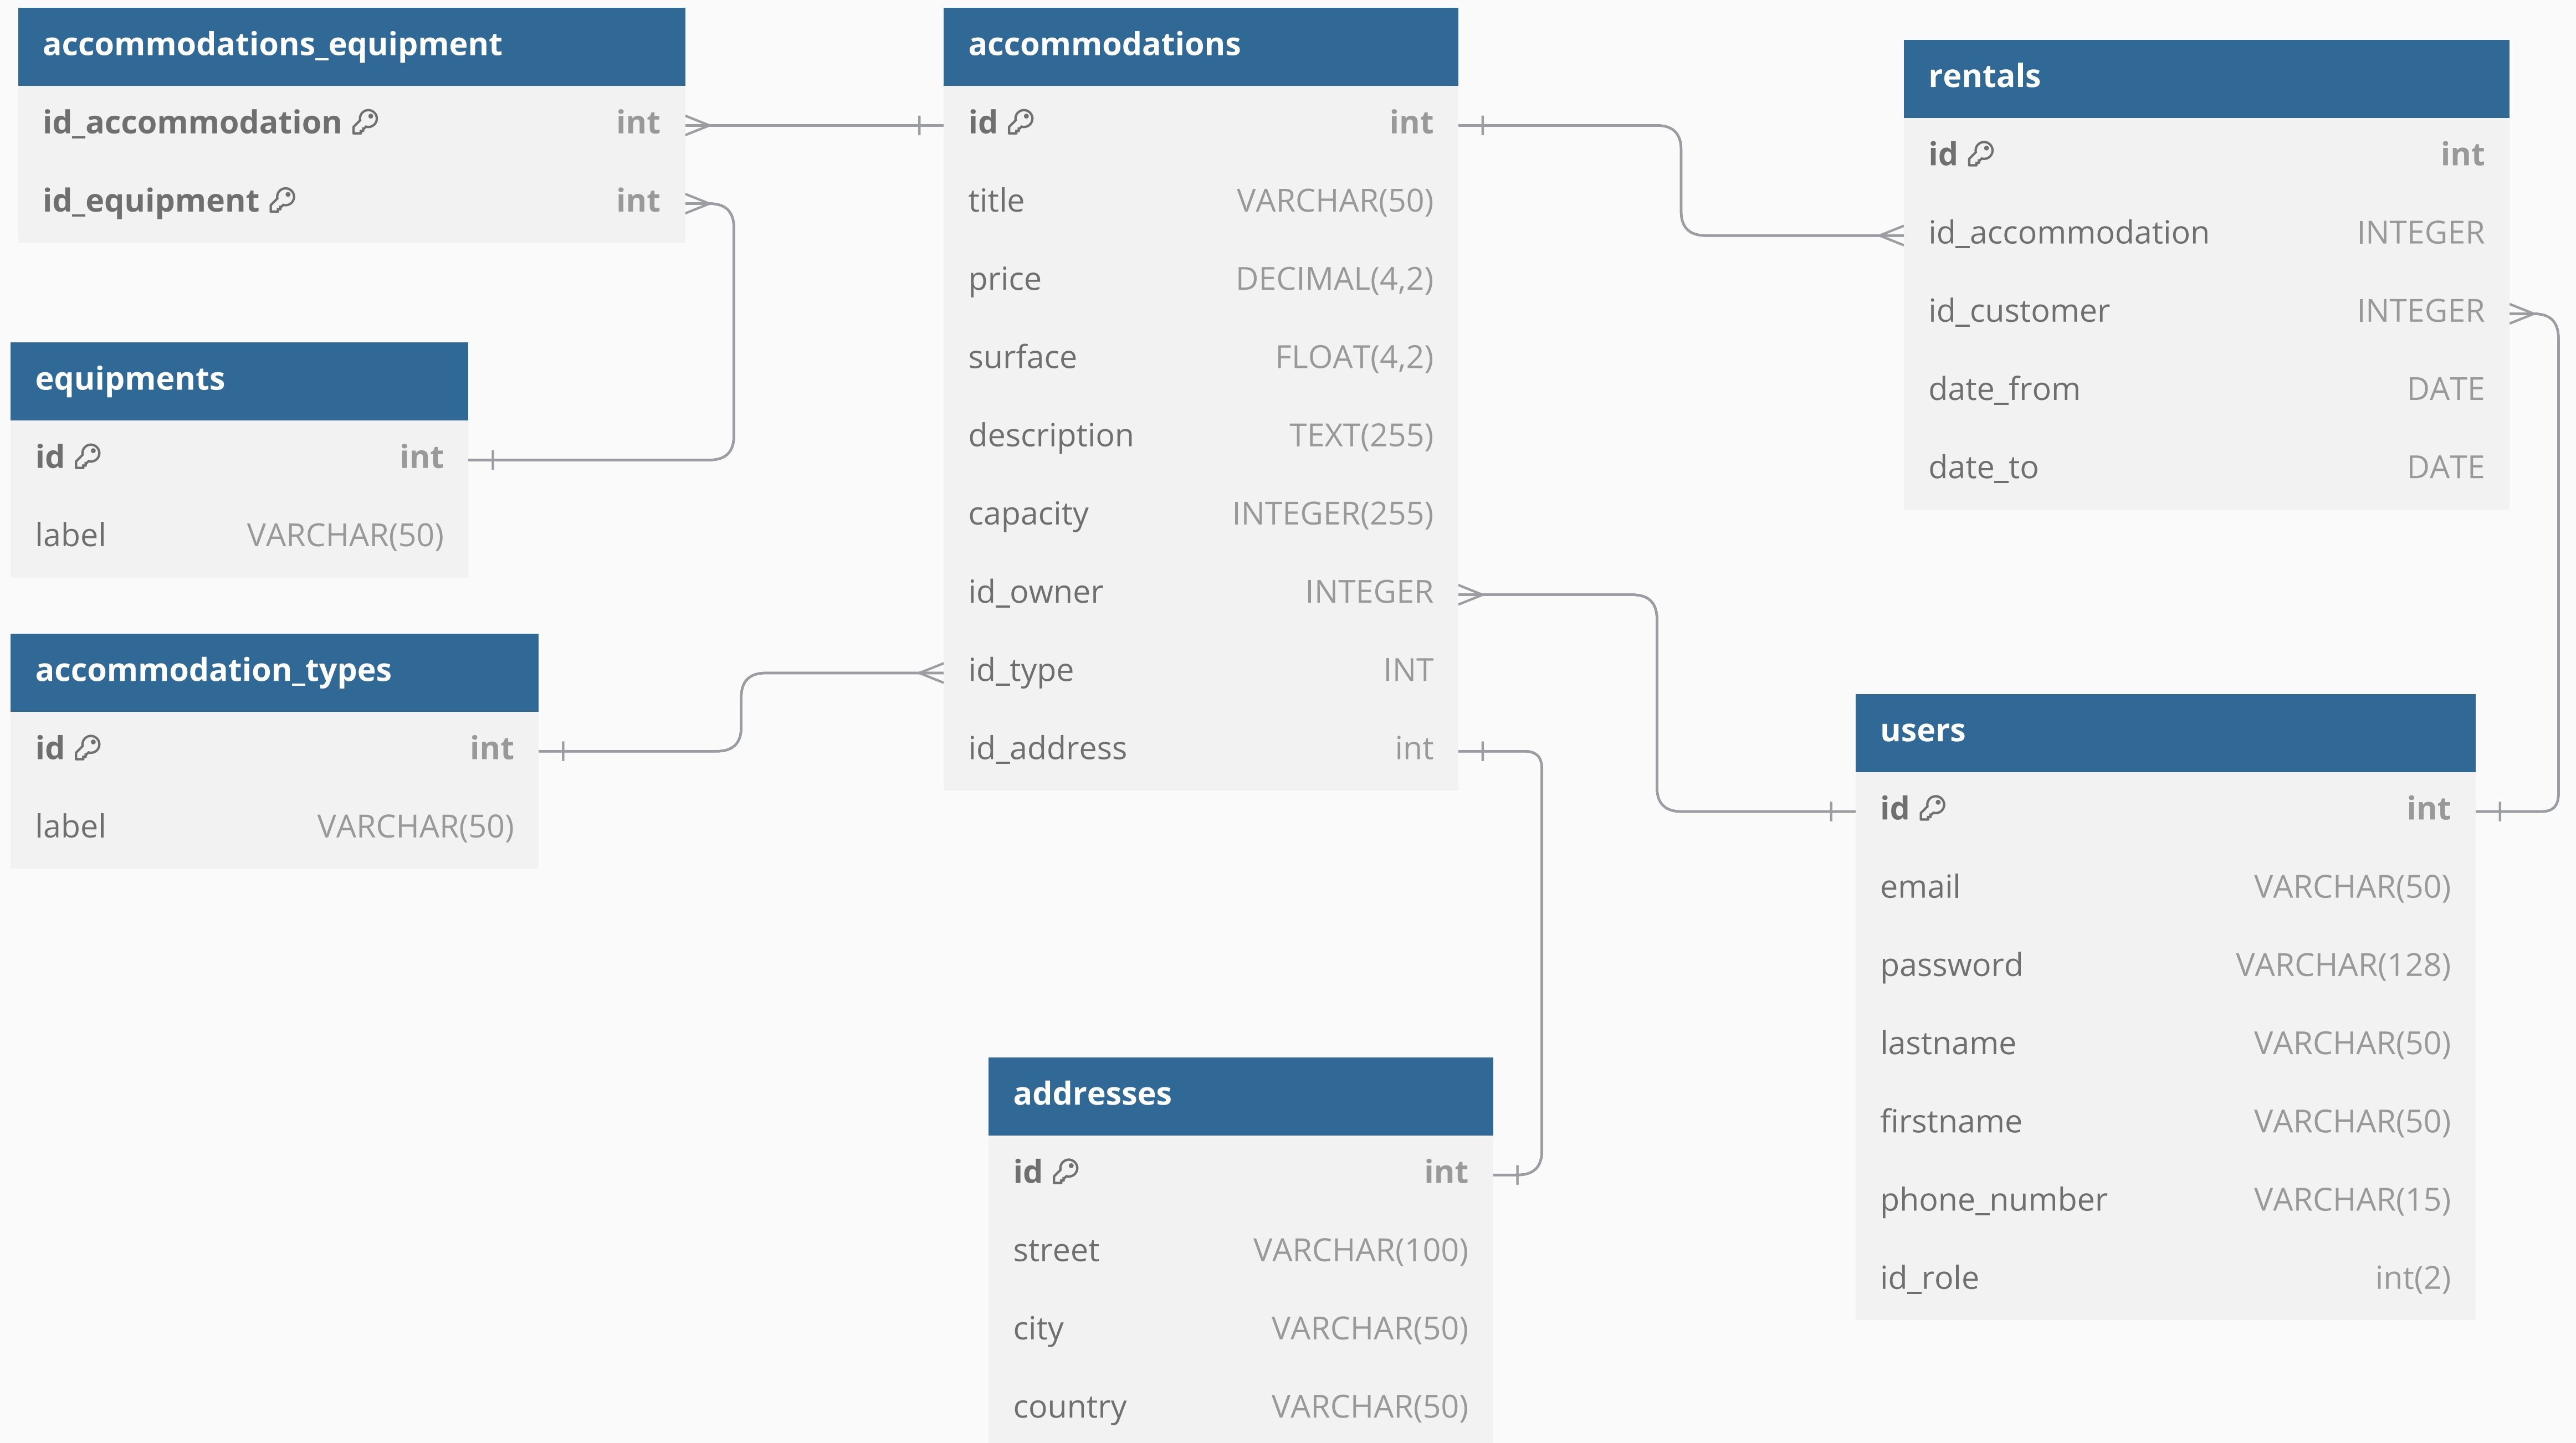 accommodations_equipment
id_accommodation int
id_equipment int
equipments
id int
label VARCHAR(50)
accommodation_types
id int
label VARCHAR(50)
accommodations
id int
title VARCHAR(50)
price DECIMAL(4,2)
surface FLOAT(4,2)
description TEXT(255)
capacity INTEGER(255)
id_owner INTEGER
id_type INT
id_address int
addresses
id int
street VARCHAR(100)
city VARCHAR(50)
country VARCHAR(50)
rentals
id int
id_accommodation INTEGER
id_customer INTEGER
date_from DATE
date_to DATE
users
id int
email VARCHAR(50)
password VARCHAR(128)
lastname VARCHAR(50)
firstname VARCHAR(50)
phone_number VARCHAR(15)
id_role int(2)